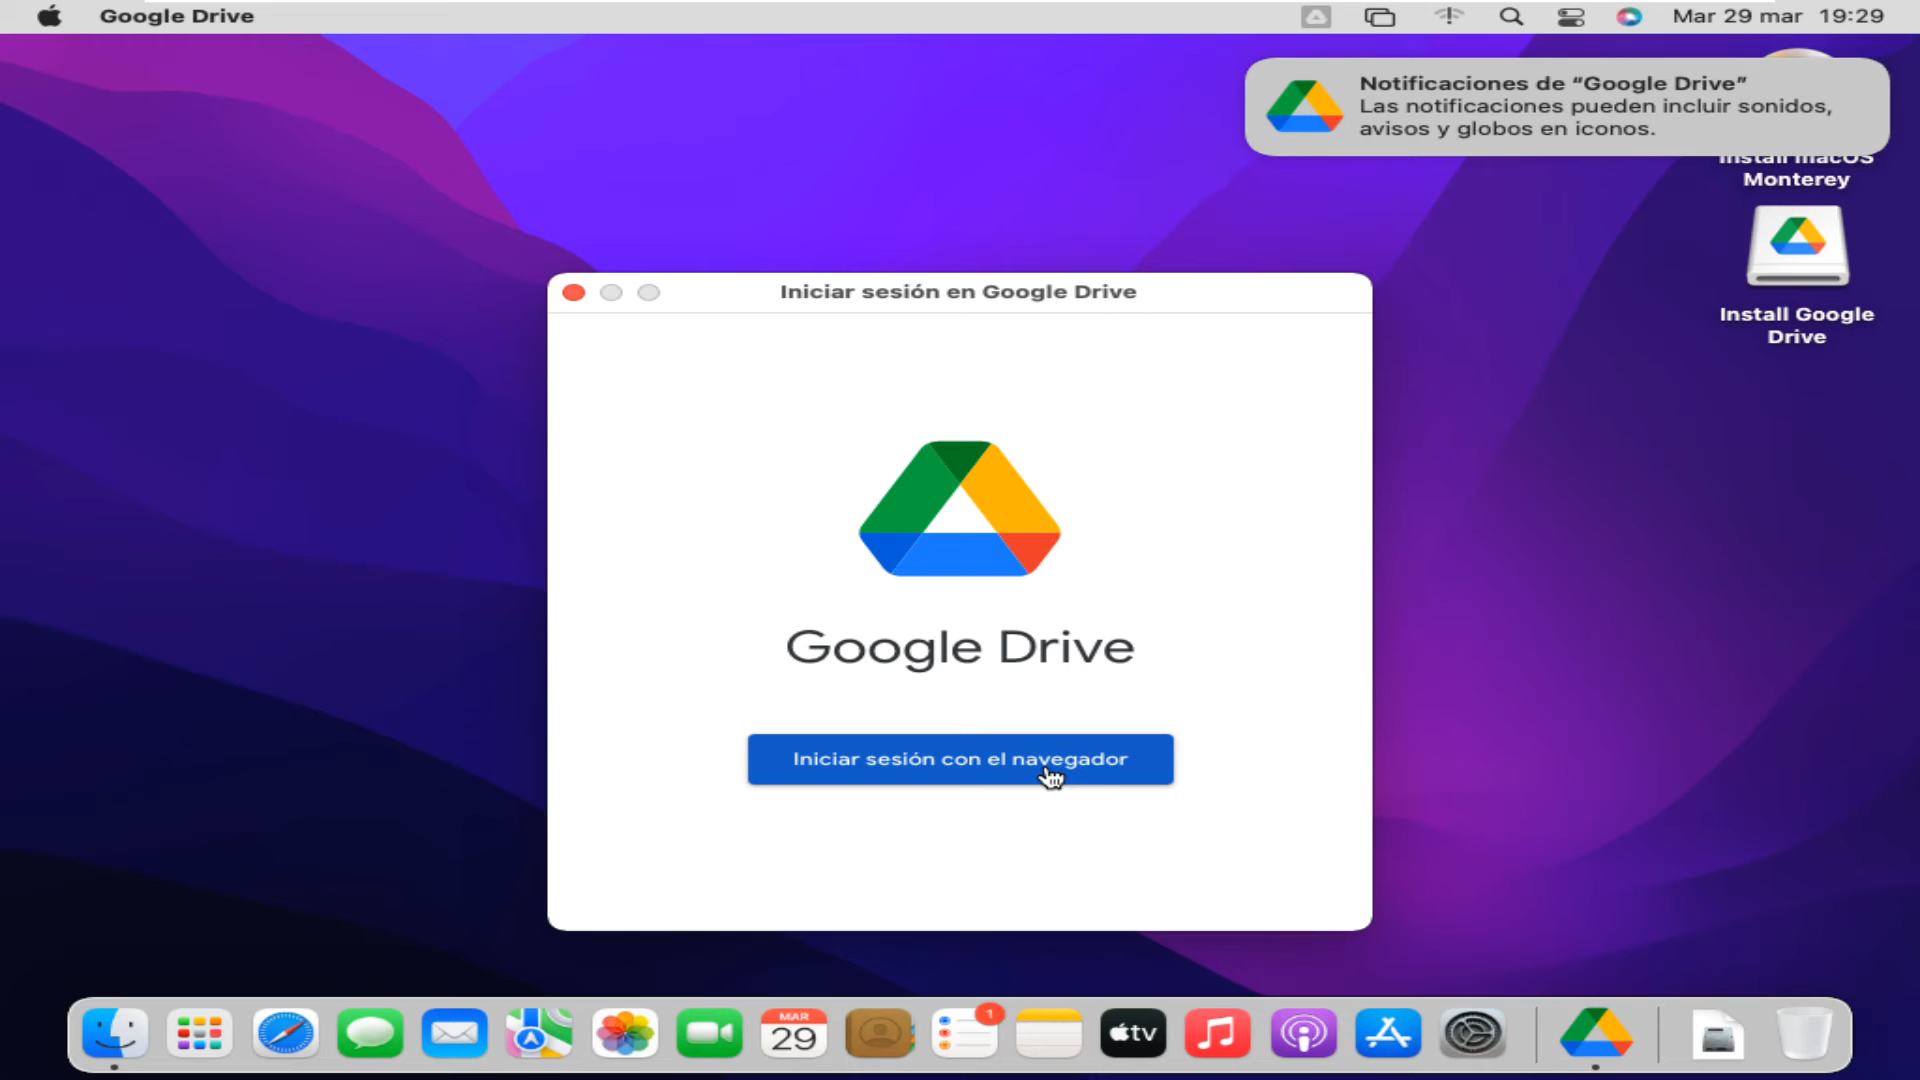 Google Drive
Mar 29 mar 19:29
Notificaciones de “Google Drive”
Las notificaciones pueden incluir sonidos,
avisos y globos en iconos.
Install macOS
Monterey
Install Google
Drive
Iniciar sesión en Google Drive
Google Drive
Iniciar sesión con el navegador
MAR
29
1
tv